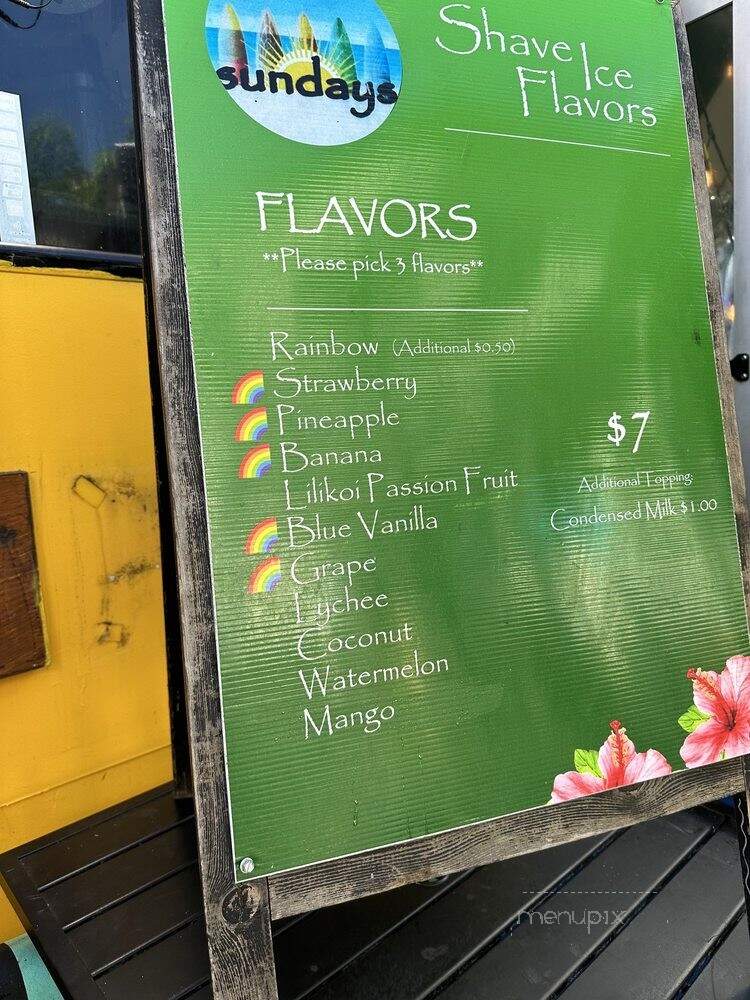 sundays
Shave Ice
Flavors
FLAVORS
**Please pick 3 flavors**
Rainbow (Additional $0.50)
Strawberry
Pineapple
Banana
Lilikoi Passion Fruit
Blue Vanilla
Grape
Lychee
Coconut
Watermelon
Mango
$7
Additional Topping:
Condensed Milk $1.00
menupix